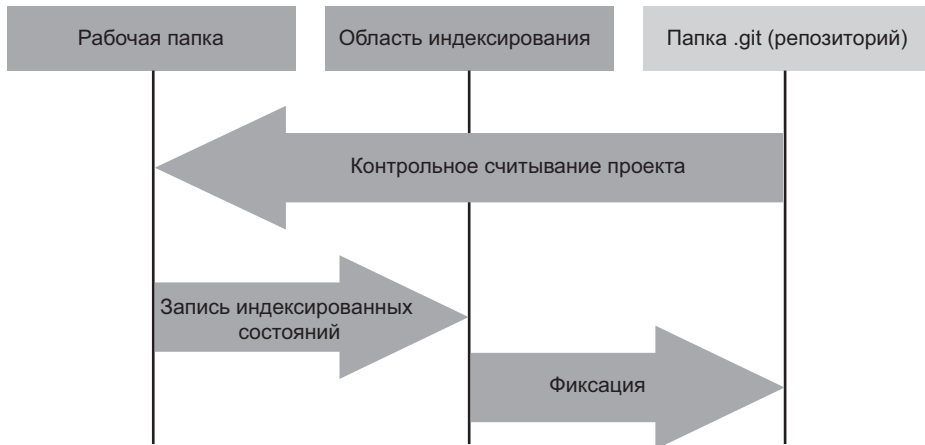 Рабочая папка
Область индексирования
Папка .git (репозиторий)
Контрольное считывание проекта
Запись индексированных
состояний
Фиксация